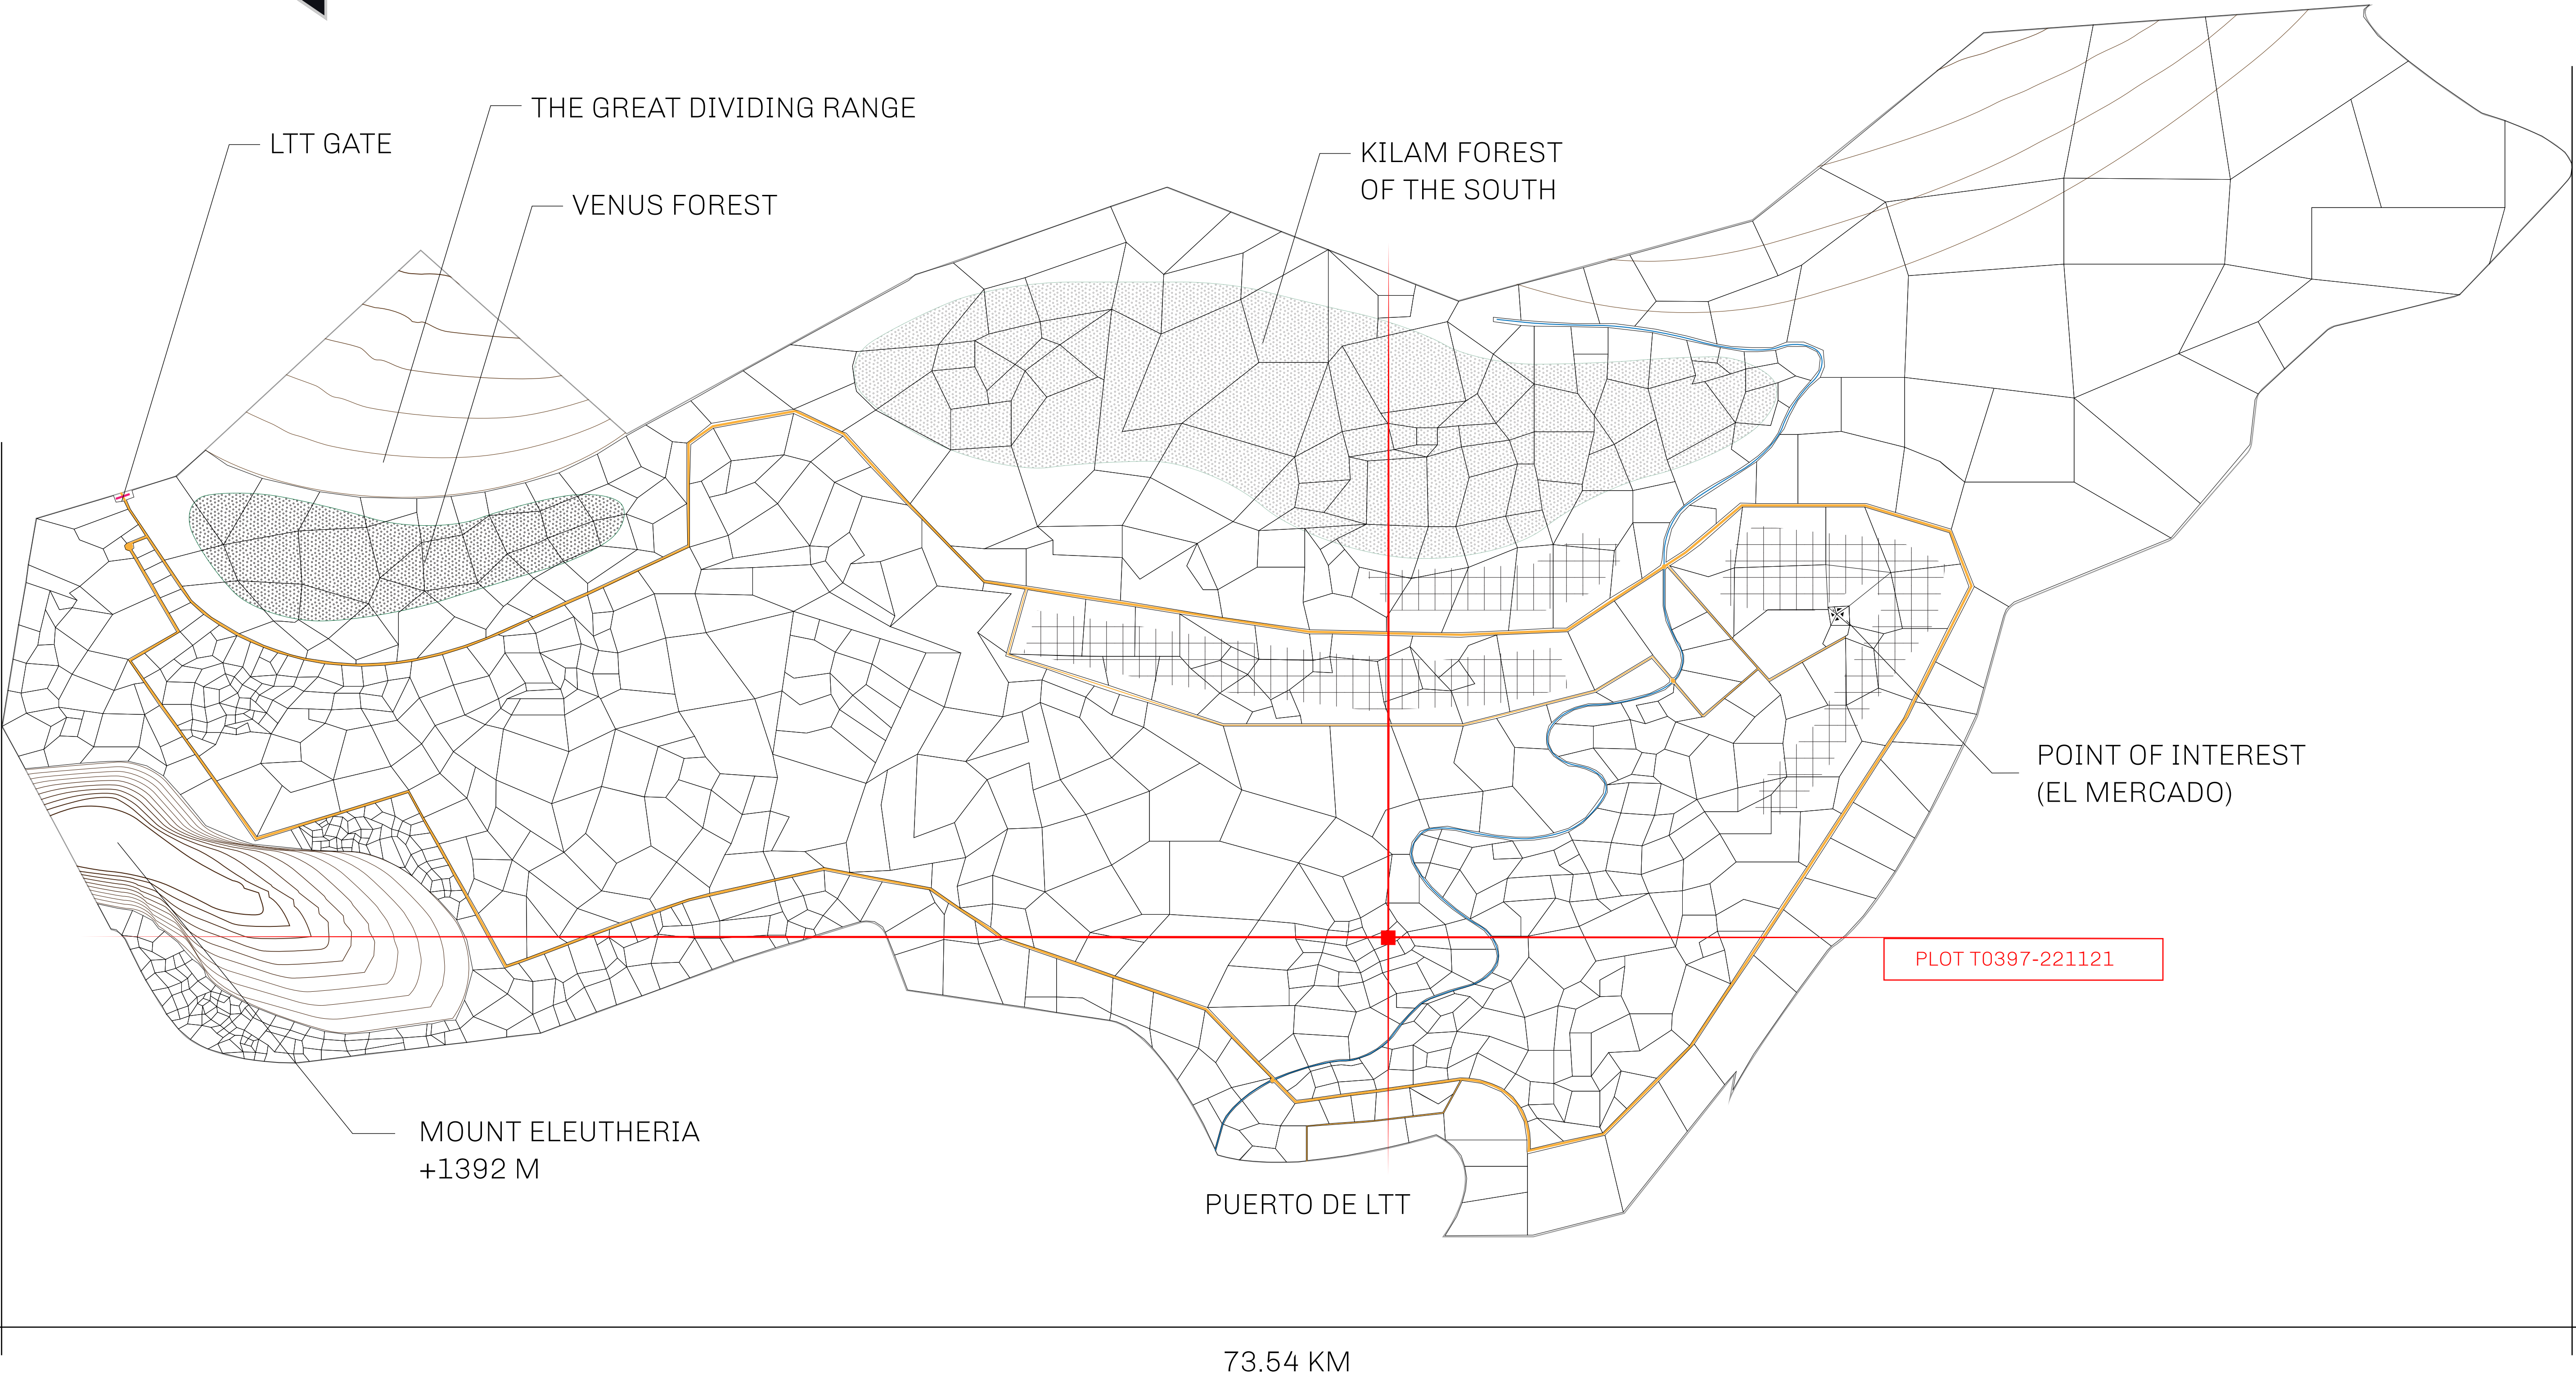 THE GREAT DIVIDING RANGE
LTT GATE
VENUS FOREST
KILAM FOREST
OF THE SOUTH
POINT OF INTEREST
(EL MERCADO)
PLOT T0397-221121
MOUNT ELEUTHERIA
+1392 M
PUERTO DE LTT
73.54 KM